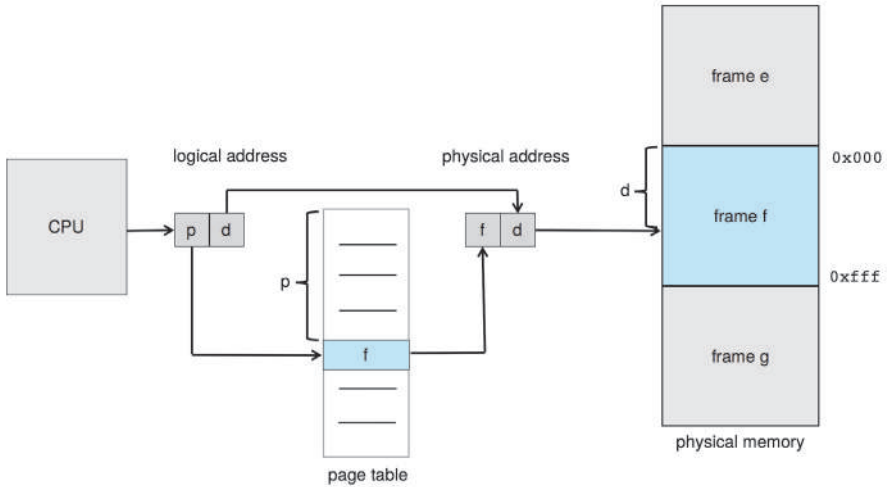 frame e
logical address
physical address
0x000
d
CPU
p d
f d
frame f
p
0xfff
f
frame g
physical memory
page table